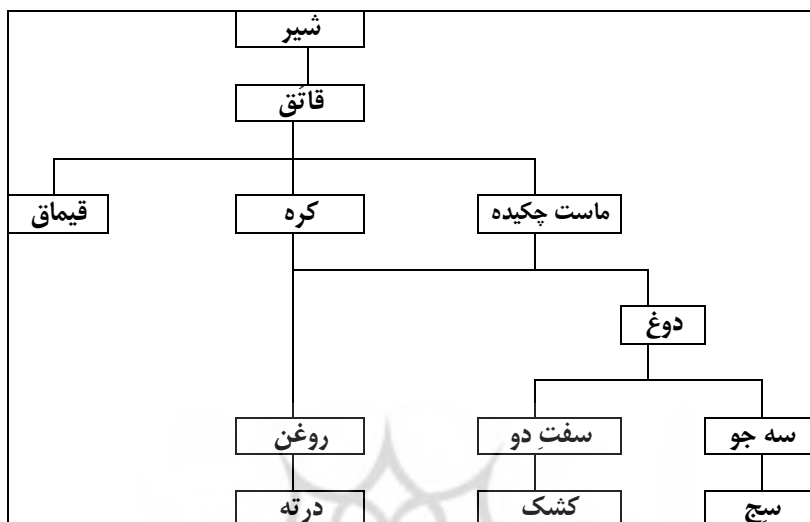 شیر
قاتُق
ماست چکیده
کره
قیماق
دوغ
سه جو
سفتِ دو
روغن
سِج
کشک
درته